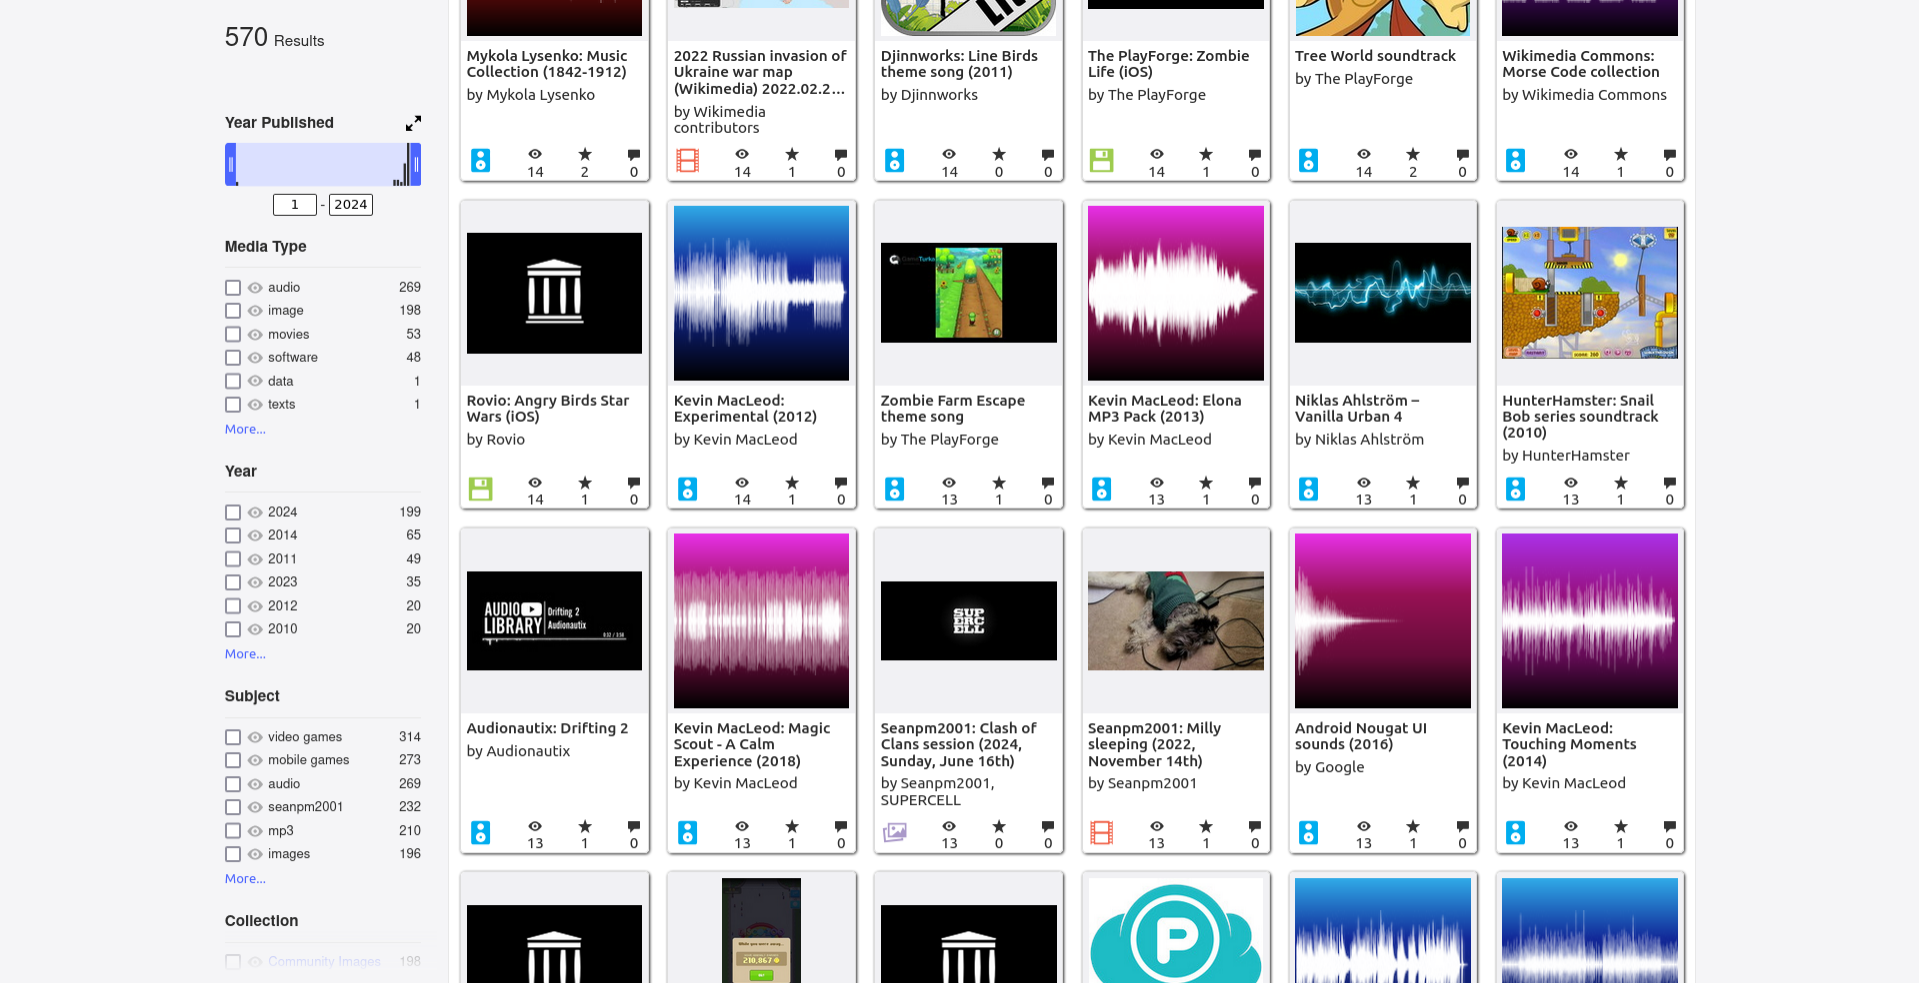 570 Results
Year Published
1 - 2024
Media Type
audio 269
image 198
movies 53
software 48
data 1
texts 1
More...
Year
2024 199
2014 65
2011 49
2023 35
2012 20
2010 20
More...
Subject
video games 314
mobile games 273
audio 269
seanpm2001 232
mp3 210
images 196
More...
Collection
Community Images 198
Mykola Lysenko: Music
Collection (1842-1912)
by Mykola Lysenko
14 2 0
2022 Russian invasion of
Ukraine war map
(Wikimedia) 2022.02.2...
by Wikimedia
contributors
14 1 0
Djinnworks: Line Birds
theme song (2011)
by Djinnworks
14 0 0
The PlayForge: Zombie
Life (iOS)
by The PlayForge
14 1 0
Tree World soundtrack
by The PlayForge
14 2 0
Wikimedia Commons:
Morse Code collection
by Wikimedia Commons
14 1 0
Rovio: Angry Birds Star
Wars (iOS)
by Rovio
14 1 0
Kevin MacLeod:
Experimental (2012)
by Kevin MacLeod
14 1 0
Zombie Farm Escape
theme song
by The PlayForge
13 1 0
Kevin MacLeod: Elona
MP3 Pack (2013)
by Kevin MacLeod
13 1 0
Niklas Ahlström –
Vanilla Urban 4
by Niklas Ahlström
13 1 0
HunterHamster: Snail
Bob series soundtrack
(2010)
by HunterHamster
13 1 0
AUDIO
LIBRARY
Drifting 2
Audionautix
Audionautix: Drifting 2
by Audionautix
13 1 0
Kevin MacLeod: Magic
Scout - A Calm
Experience (2018)
by Kevin MacLeod
13 1 0
SUP
ERC
ELL
Seanpm2001: Clash of
Clans session (2024,
Sunday, June 16th)
by Seanpm2001,
SUPERCELL
13 0 0
Seanpm2001: Milly
sleeping (2022,
November 14th)
by Seanpm2001
13 1 0
Android Nougat UI
sounds (2016)
by Google
13 1 0
Kevin MacLeod:
Touching Moments
(2014)
by Kevin MacLeod
13 1 0
210,867
P